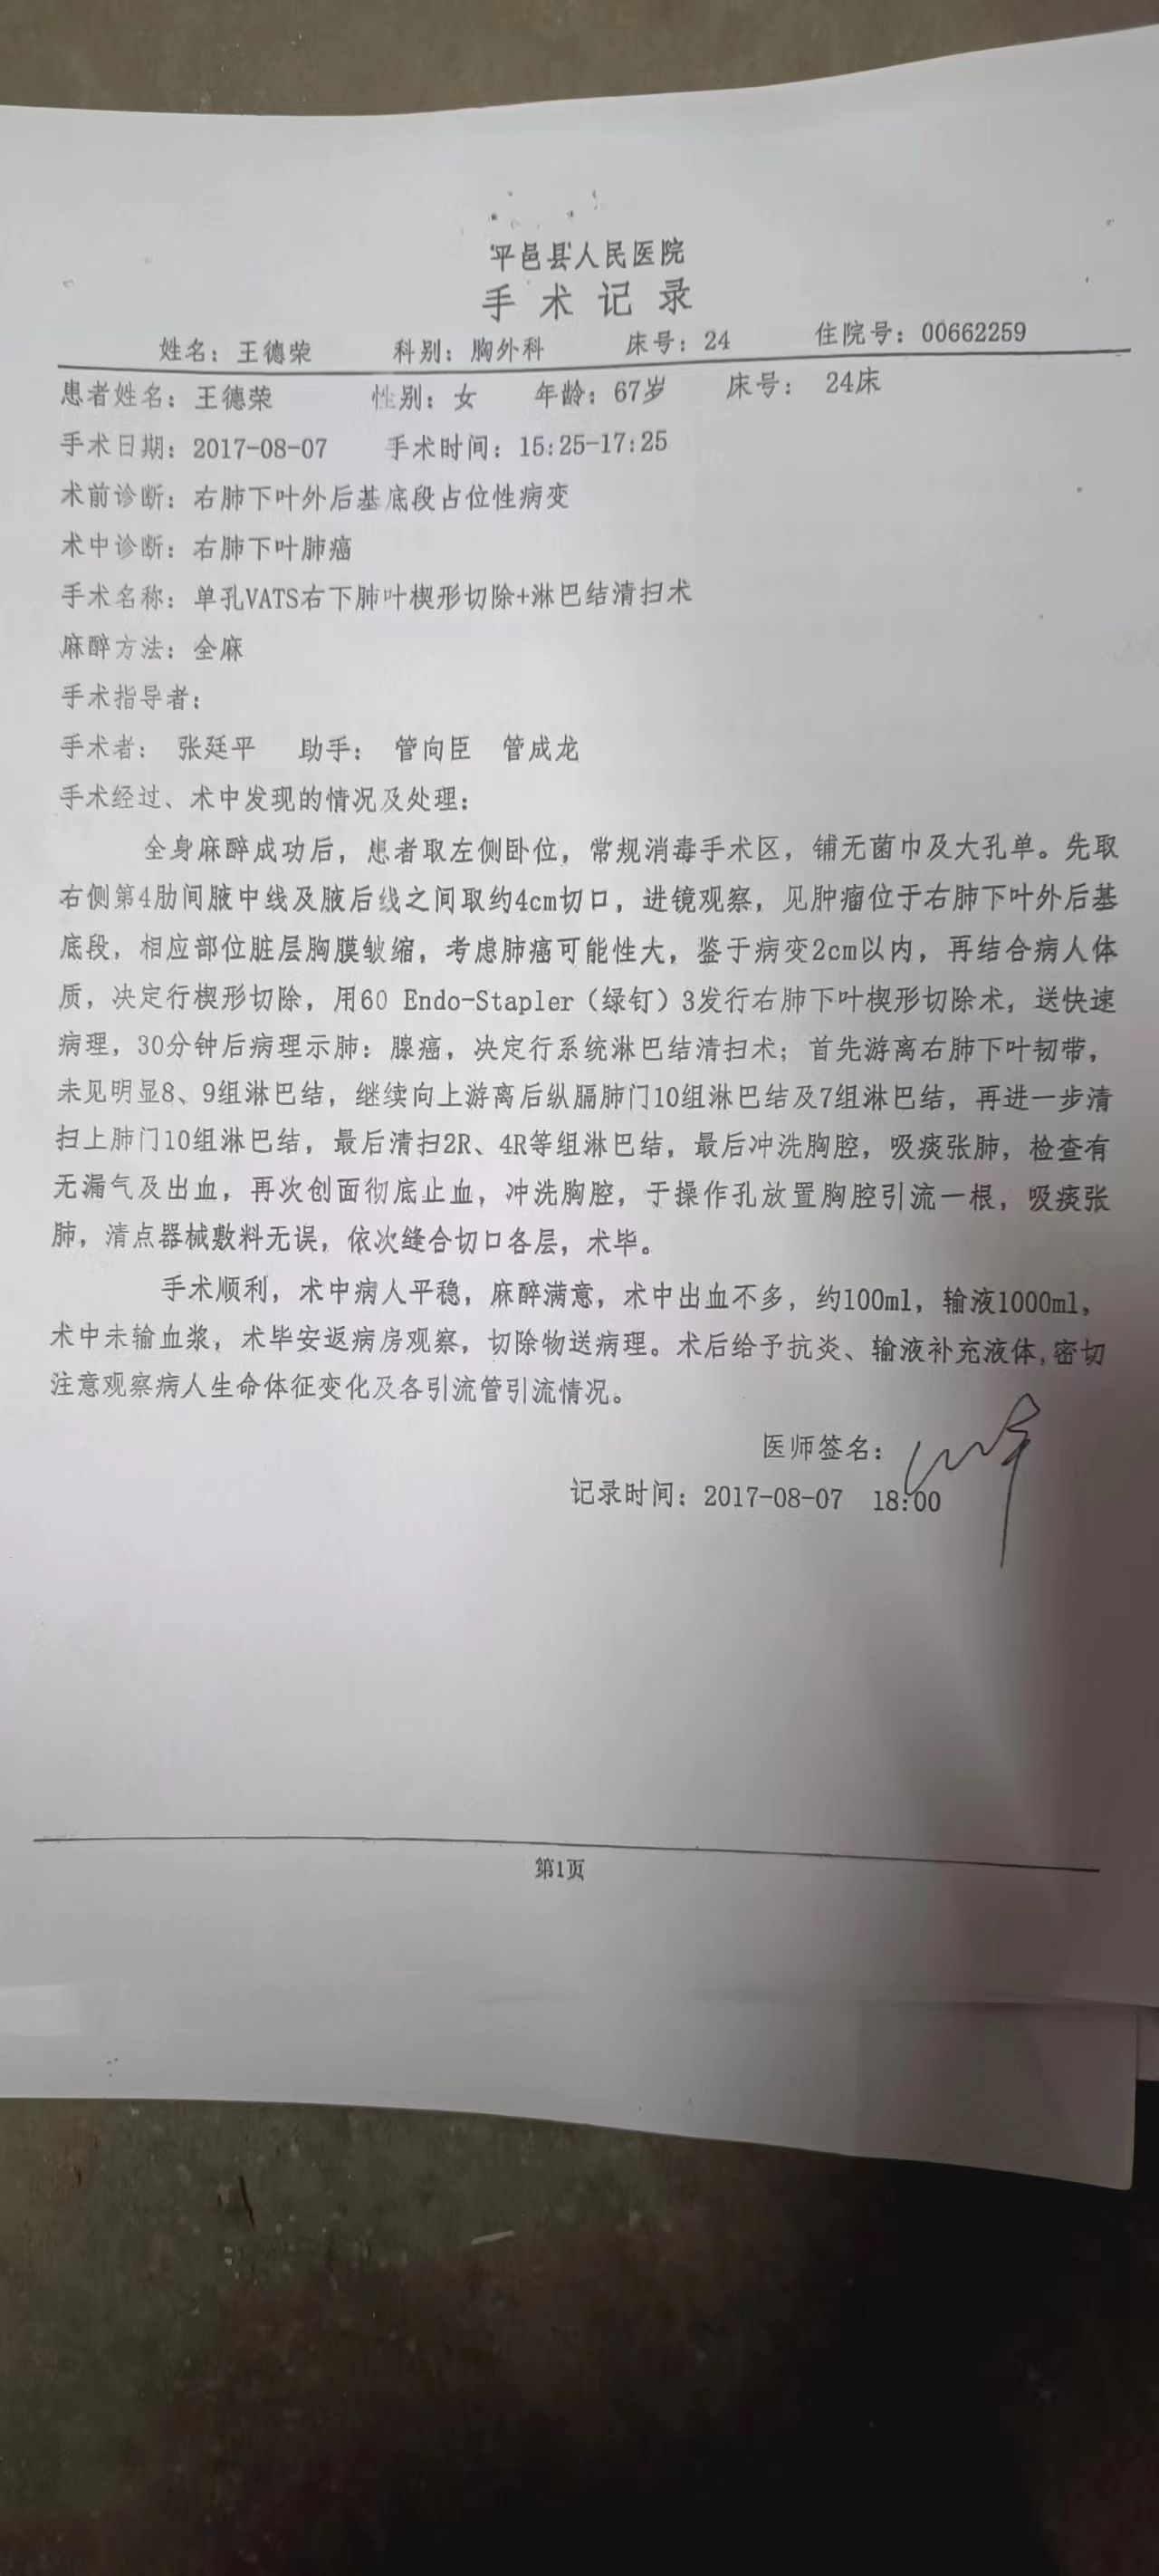 平邑县人民医院
手术记录
姓名：王德荣 科别：胸外科 床号：24 住院号：00662259
患者姓名：王德荣 性别：女 年龄：67岁 床号： 24床
手术日期：2017-08-07 手术时间：15:25-17:25
术前诊断：右肺下叶外后基底段占位性病变
术中诊断：右肺下叶肺癌
手术名称：单孔VATS右下肺叶楔形切除+淋巴结清扫术
麻醉方法：全麻
手术指导者：
手术者： 张廷平 助手： 管向臣 管成龙
手术经过、术中发现的情况及处理：
全身麻醉成功后，患者取左侧卧位，常规消毒手术区，铺无菌巾及大孔单。先取
右侧第4肋间腋中线及腋后线之间取约4cm切口，进镜观察，见肿瘤位于右肺下叶外后基
底段，相应部位脏层胸膜皱缩，考虑肺癌可能性大，鉴于病变2cm以内，再结合病人体
质，决定行楔形切除，用60 Endo-Stapler（绿钉）3发行右肺下叶楔形切除术，送快速
病理，30分钟后病理示肺：腺癌，决定行系统淋巴结清扫术；首先游离右肺下叶韧带，
未见明显8、9组淋巴结，继续向上游离后纵膈肺门10组淋巴结及7组淋巴结，再进一步清
扫上肺门10组淋巴结，最后清扫2R、4R等组淋巴结，最后冲洗胸腔，吸痰张肺，检查有
无漏气及出血，再次创面彻底止血，冲洗胸腔，于操作孔放置胸腔引流一根，吸痰张
肺，清点器械敷料无误，依次缝合切口各层，术毕。
手术顺利，术中病人平稳，麻醉满意，术中出血不多，约100ml，输液1000ml，
术中未输血浆，术毕安返病房观察，切除物送病理。术后给予抗炎、输液补充液体,密切
注意观察病人生命体征变化及各引流管引流情况。
医师签名：
记录时间：2017-08-07 18:00
第1页